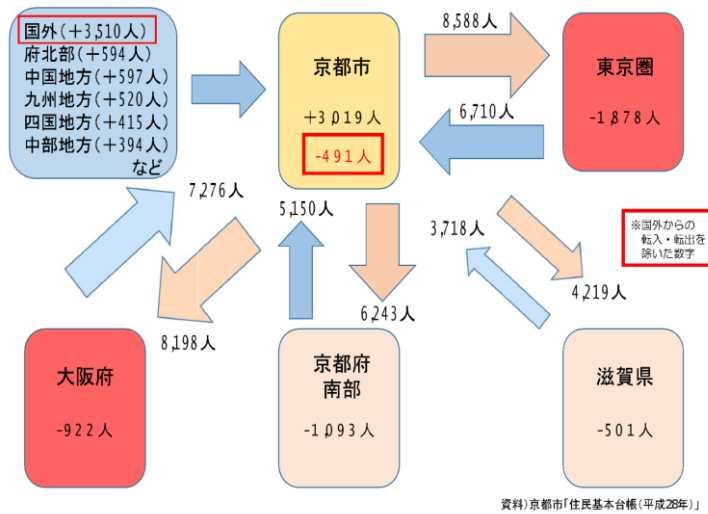 国外(+3,510人)
府北部(+594人)
中国地方(+597人)
九州地方(+520人)
四国地方(+415人)
中部地方(+394人)
など
京都市
+3,019人
-491人
8,588人
6,710人
東京圏
-1,878人
7,276人
8,198人
5,150人
6,243人
3,718人
4,219人
※国外からの
転入・転出を
除いた数字
大阪府
-922人
京都府
南部
-1,093人
滋賀県
-501人
資料)京都市「住民基本台帳(平成28年)」